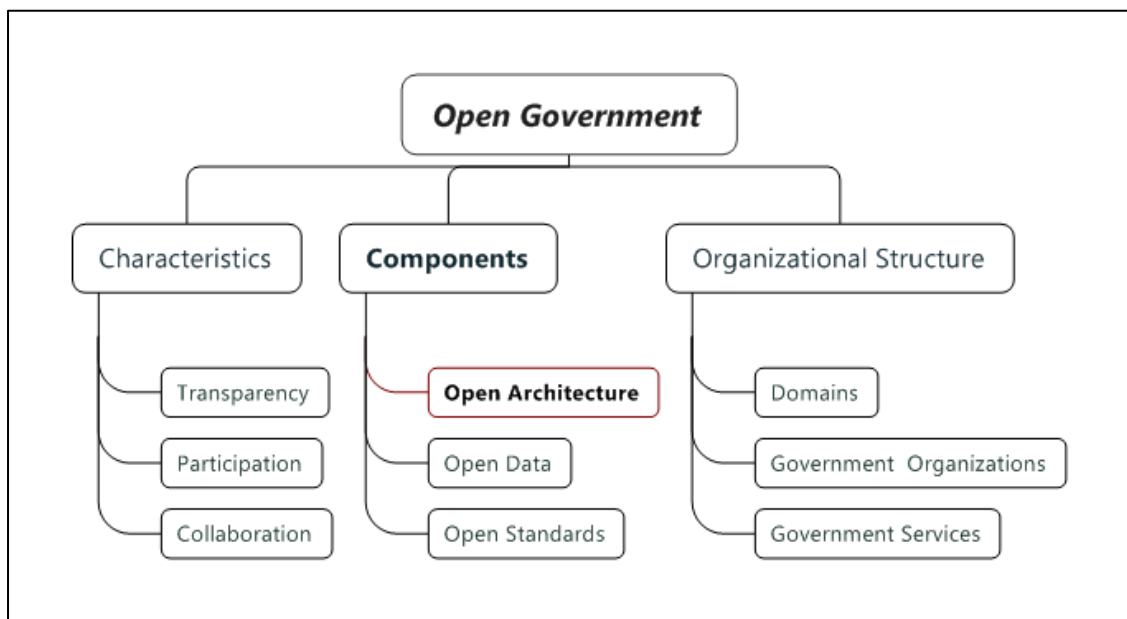 Open Government
Characteristics
Components
Organizational Structure
Transparency
Open Architecture
Domains
Participation
Open Data
Government  Organizations
Collaboration
Open Standards
Government Services